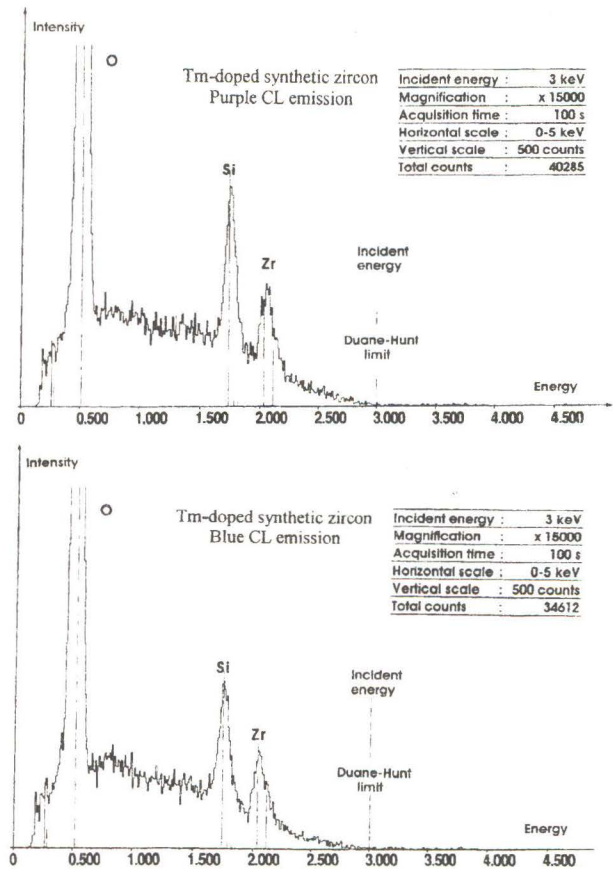 Intensity
O
Tm-doped synthetic zircon
Purple CL emission
Incident energy : 3 keV
Magnification : x 15000
Acquisition time : 100 s
Horizontal scale : 0-5 keV
Vertical scale : 500 counts
Total counts : 40285
Si
Zr
Incident
energy
Duane-Hunt
limit
Energy
0 0.500 1.000 1.500 2.000 2.500 3.000 3.500 4.000 4.500
Intensity
O
Tm-doped synthetic zircon
Blue CL emission
Incident energy : 3 keV
Magnification : x 15000
Acquisition time : 100 s
Horizontal scale : 0-5 keV
Vertical scale : 500 counts
Total counts : 34612
Si
Zr
Incident
energy
Duane-Hunt
limit
Energy
0 0.500 1.000 1.500 2.000 2.500 3.000 3.500 4.000 4.500